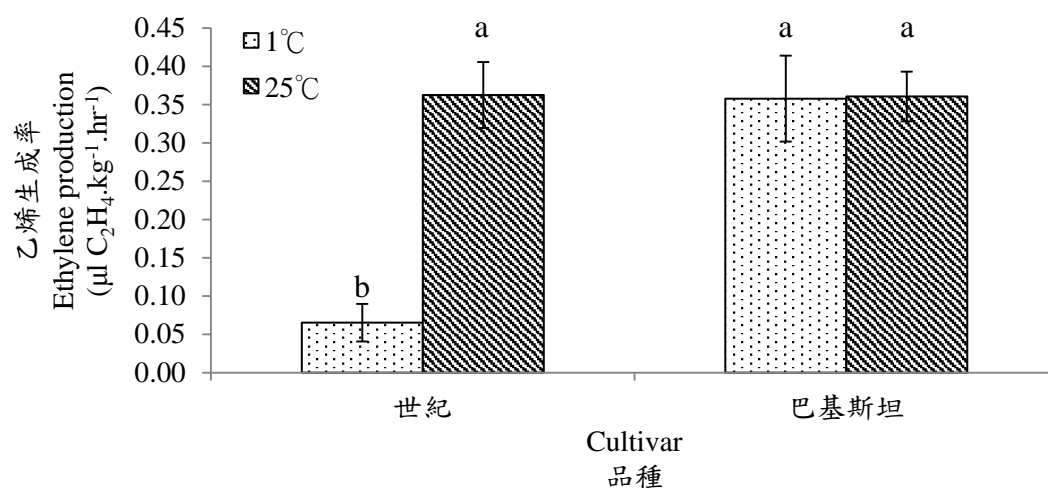 乙烯生成率
Ethylene production
(μl C₂H₄.kg⁻¹.hr⁻¹)
0.45
0.40
0.35
0.30
0.25
0.20
0.15
0.10
0.05
0.00
1℃
25℃
b
a
a
a
世紀
巴基斯坦
Cultivar
品種